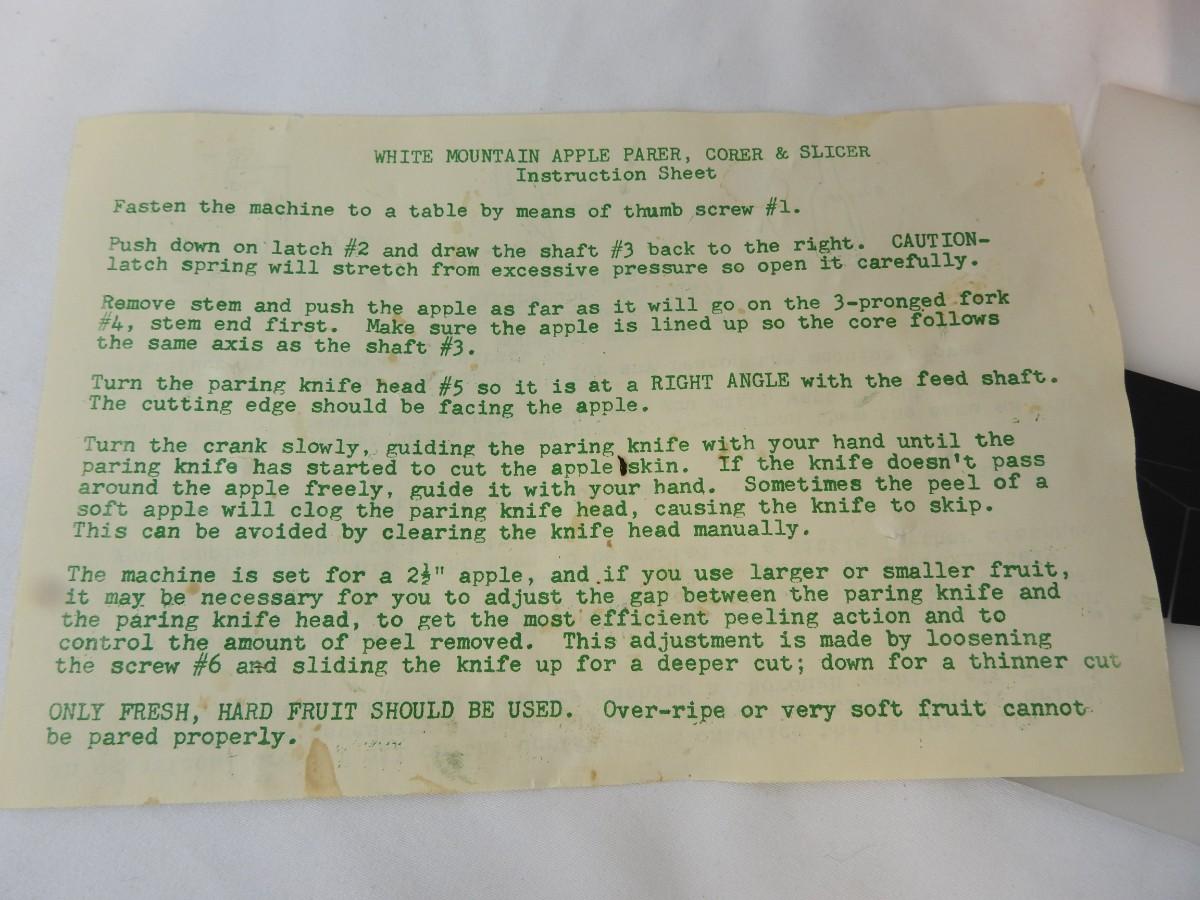 WHITE MOUNTAIN APPLE PARER, CORER & SLICER
Instruction Sheet
Fasten the machine to a table by means of thumb screw #1.
Push down on latch #2 and draw the shaft #3 back to the right. CAUTION-
latch spring will stretch from excessive pressure so open it carefully.
Remove stem and push the apple as far as it will go on the 3-pronged fork
#4, stem end first. Make sure the apple is lined up so the core follows
the same axis as the shaft #3.
Turn the paring knife head #5 so it is at a RIGHT ANGLE with the feed shaft.
The cutting edge should be facing the apple.
Turn the crank slowly, guiding the paring knife with your hand until the
paring knife has started to cut the apple skin. If the knife doesn't pass
around the apple freely, guide it with your hand. Sometimes the peel of a
soft apple will clog the paring knife head, causing the knife to skip.
This can be avoided by clearing the knife head manually.
The machine is set for a 2½" apple, and if you use larger or smaller fruit,
it may be necessary for you to adjust the gap between the paring knife and
the paring knife head, to get the most efficient peeling action and to
control the amount of peel removed. This adjustment is made by loosening
the screw #6 and sliding the knife up for a deeper cut; down for a thinner cut
ONLY FRESH, HARD FRUIT SHOULD BE USED. Over-ripe or very soft fruit cannot
be pared properly.